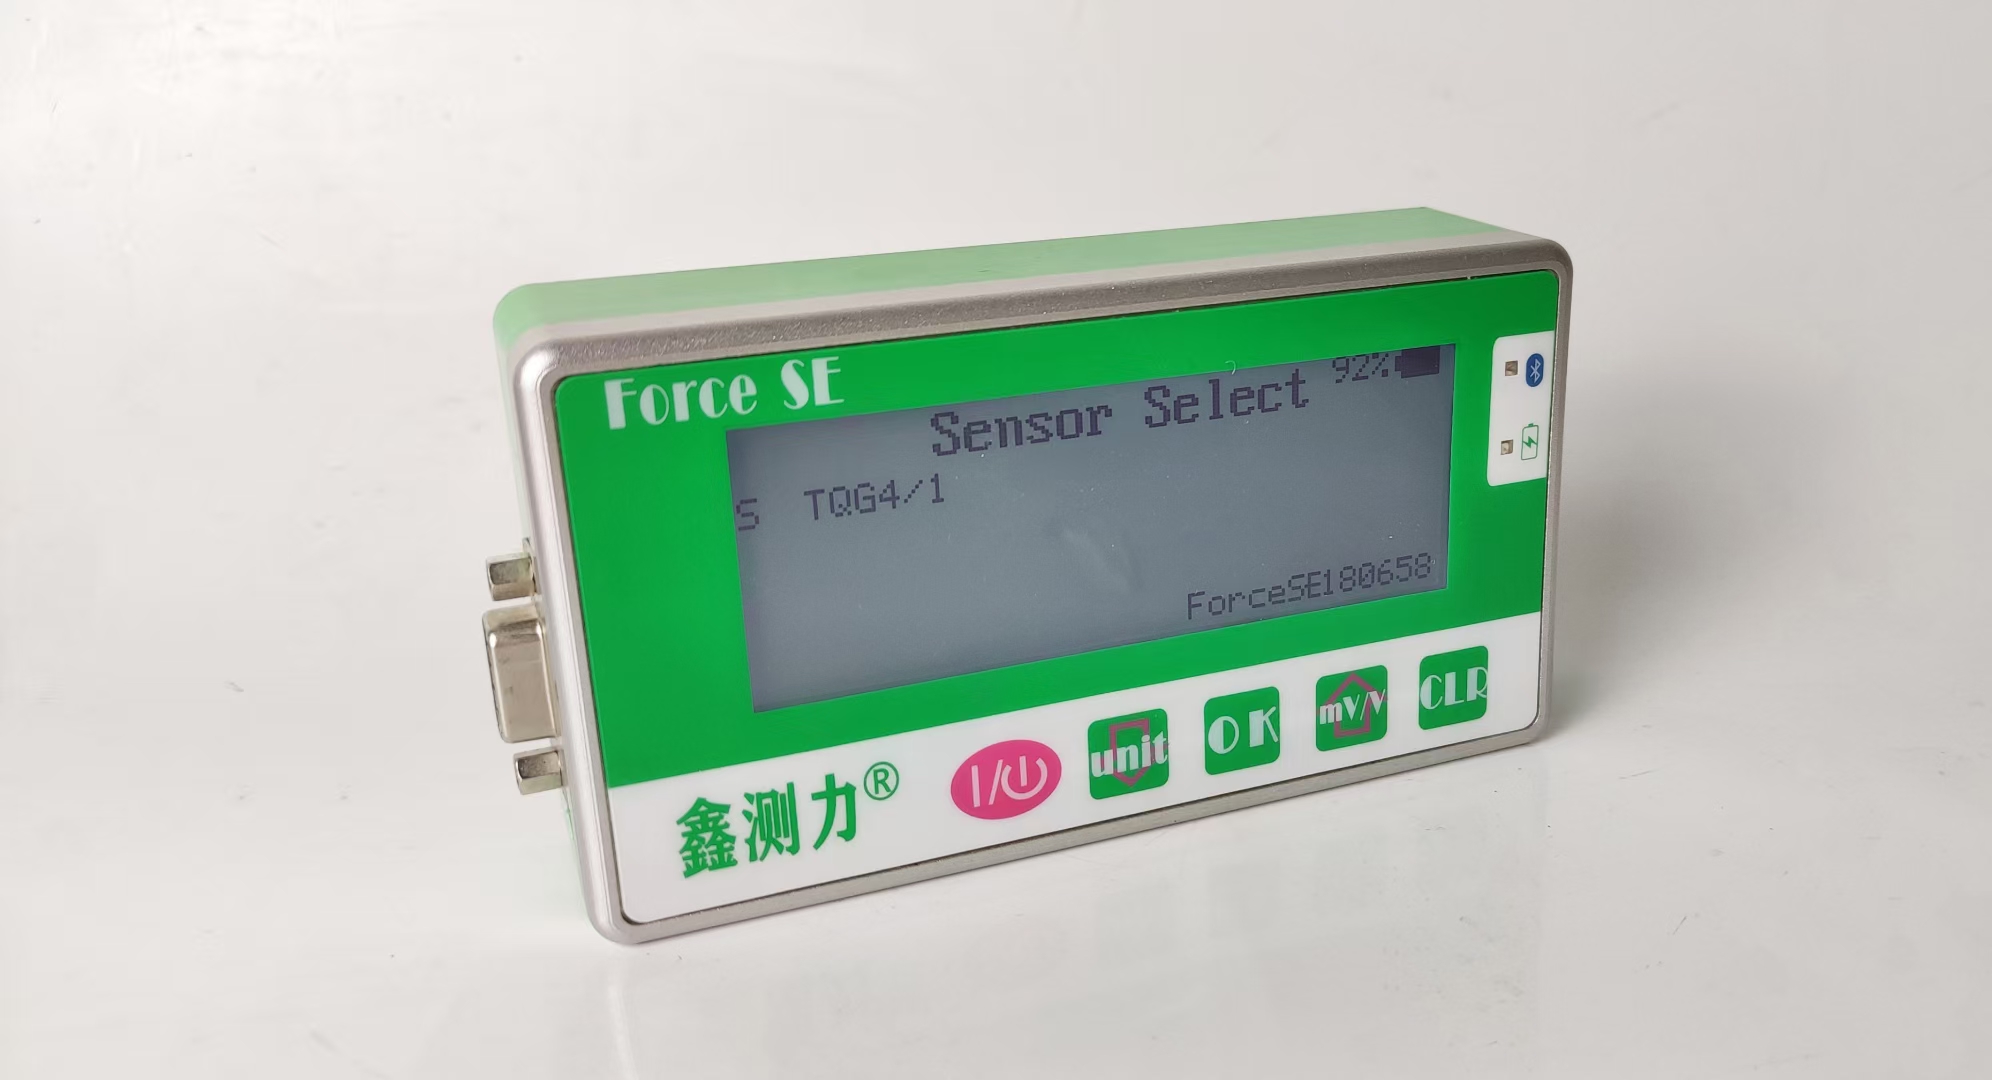 Force SE
92%
Sensor Select
S TQG4/1
ForceSE180658
鑫测力®
I/
unit
OK
mV/V
CLR